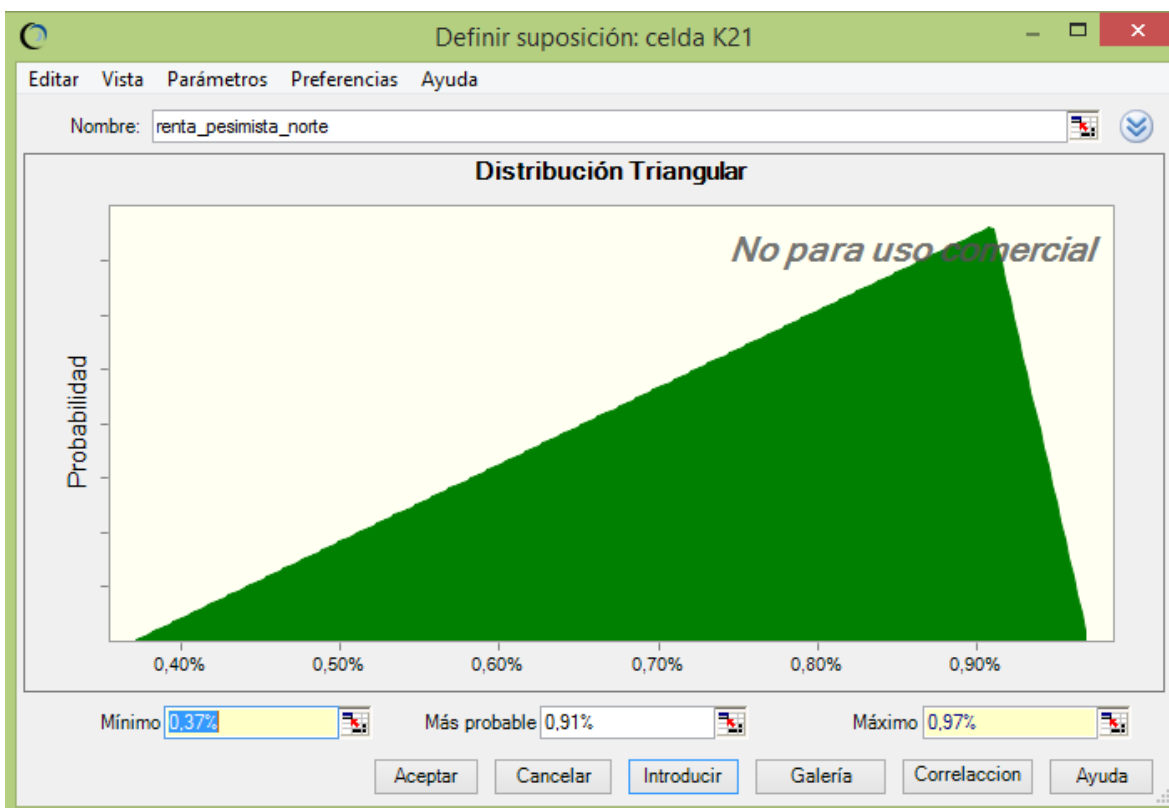 Definir suposición: celda K21
Editar Vista Parámetros Preferencias Ayuda
Nombre: renta_pesimista_norte
Distribución Triangular
No para uso comercial
Probabilidad
0,40% 0,50% 0,60% 0,70% 0,80% 0,90%
Mínimo 0,37% Más probable 0,91% Máximo 0,97%
Aceptar Cancelar Introducir Galería Correlaccion Ayuda